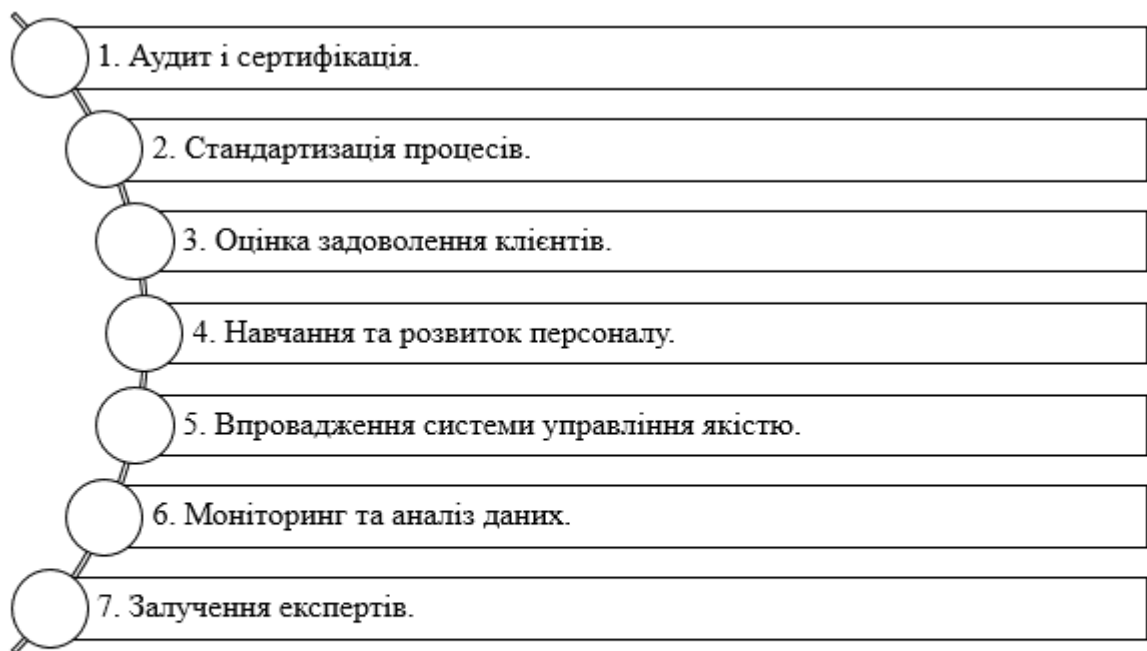 1. Аудит і сертифікація.
2. Стандартизація процесів.
3. Оцінка задоволення клієнтів.
4. Навчання та розвиток персоналу.
5. Впровадження системи управління якістю.
6. Моніторинг та аналіз даних.
7. Залучення експертів.